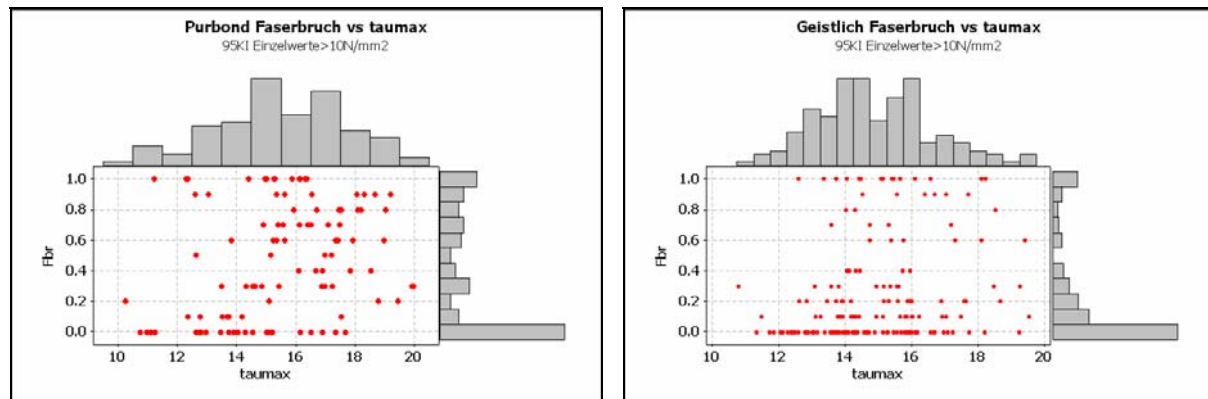 Purbond Faserbruch vs taumax
95KI Einzelwerte>10N/mm2
1.0
0.8
0.6
0.4
0.2
0.0
Fbr
10 12 14 16 18 20
taumax
Geistlich Faserbruch vs taumax
95KI Einzelwerte>10N/mm2
1.0
0.8
0.6
0.4
0.2
0.0
Fbr
10 12 14 16 18 20
taumax